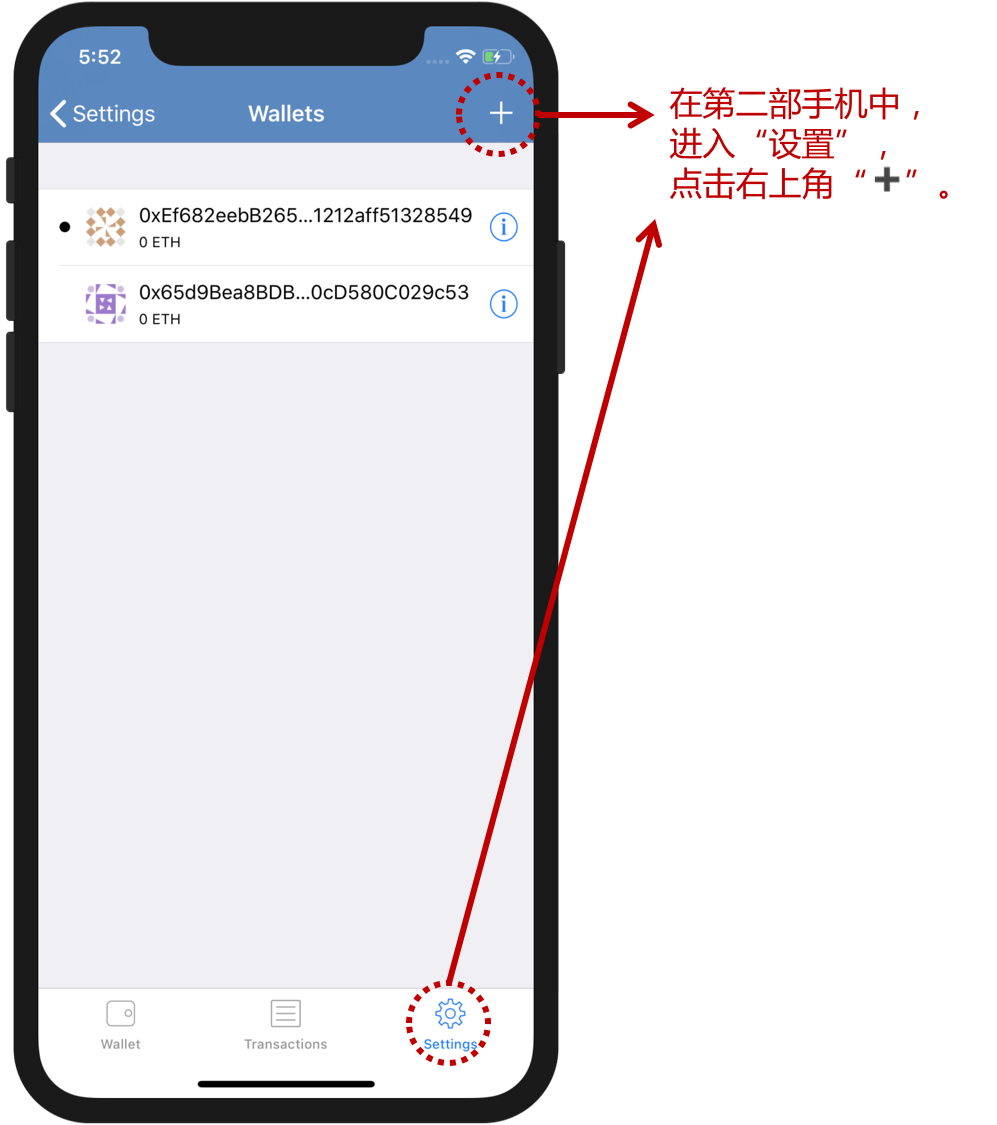 5:52
Settings
Wallets
+
在第二部手机中，
进入“设置”，
点击右上角“+”。
0xEf682eebB265...1212aff51328549
0 ETH
0x65d9Bea8BDB...0cD580C029c53
0 ETH
Wallet
Transactions
Settings